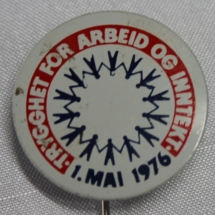 "TRYGGHET FOR ARBEID OG INNTEKT"
1. MAI 1976